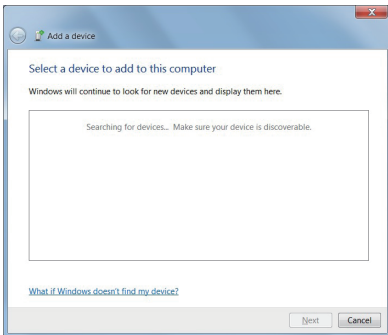 Add a device
Select a device to add to this computer
Windows will continue to look for new devices and display them here.
Searching for devices... Make sure your device is discoverable.
What if Windows doesn't find my device?
Next Cancel